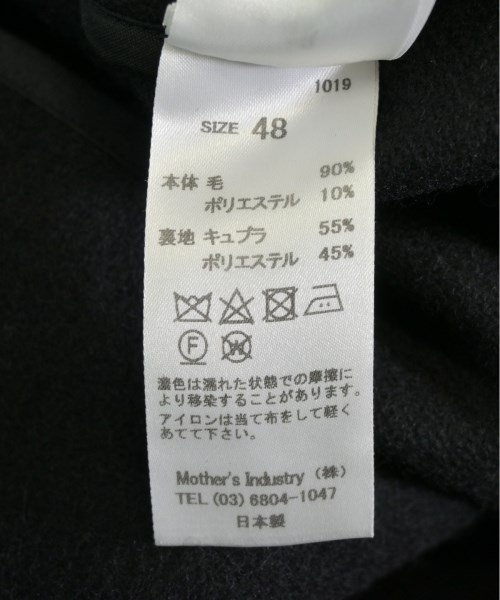 1019
SIZE 48
本体 毛 90%
ポリエステル 10%
裏地 キュプラ 55%
ポリエステル 45%
F W
濃色は濡れた状態での摩擦に
より移染することがあります。
アイロンは当て布をして軽く
あてて下さい。
Mother's Industry (株)
TEL (03) 6804-1047
日本製